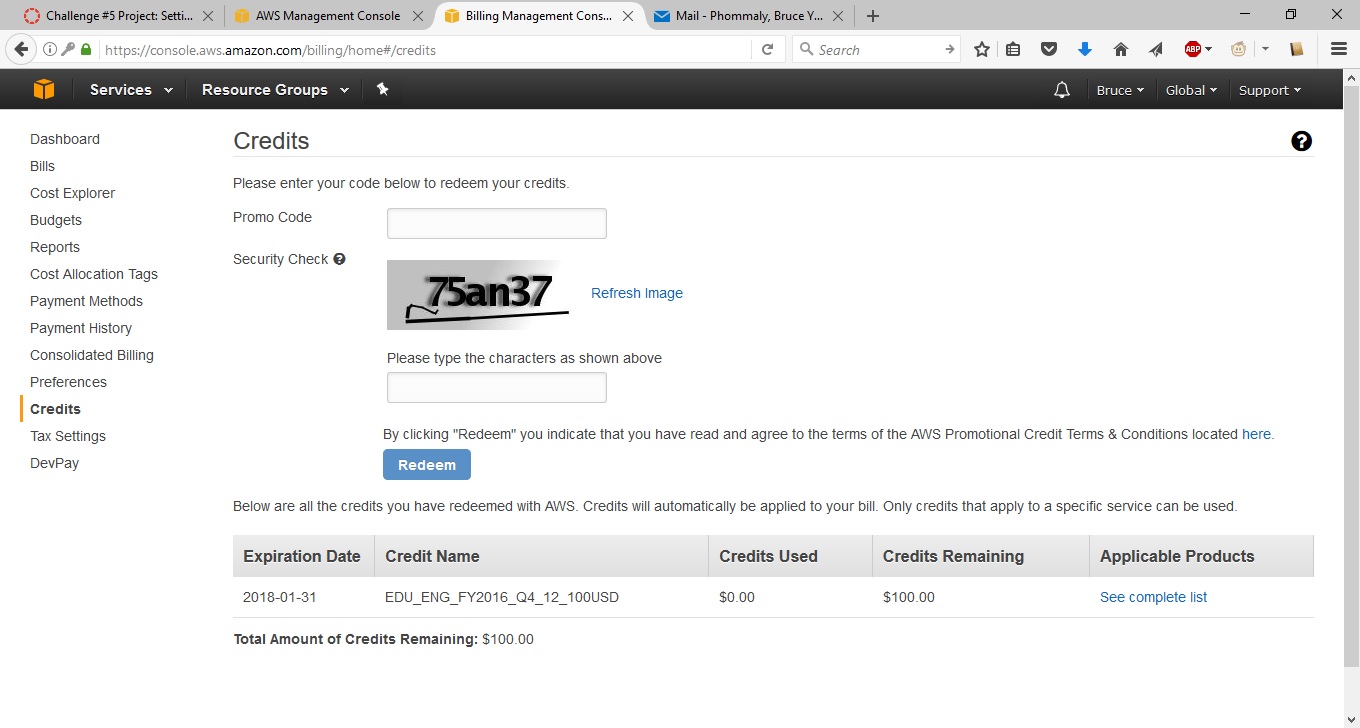 Challenge #5 Project: Setti... AWS Management Console Billing Management Cons... Mail - Phommaly, Bruce Y...
https://console.aws.amazon.com/billing/home#/credits Search ABP
Services Resource Groups Bruce Global Support
Dashboard
Bills
Cost Explorer
Budgets
Reports
Cost Allocation Tags
Payment Methods
Payment History
Consolidated Billing
Preferences
Credits
Tax Settings
DevPay
Credits ?
Please enter your code below to redeem your credits.
Promo Code
Security Check ?
75an37
Refresh Image
Please type the characters as shown above
By clicking "Redeem" you indicate that you have read and agree to the terms of the AWS Promotional Credit Terms & Conditions located here.
Redeem
Below are all the credits you have redeemed with AWS. Credits will automatically be applied to your bill. Only credits that apply to a specific service can be used.
Expiration Date Credit Name Credits Used Credits Remaining Applicable Products
2018-01-31 EDU_ENG_FY2016_Q4_12_100USD $0.00 $100.00 See complete list
Total Amount of Credits Remaining: $100.00